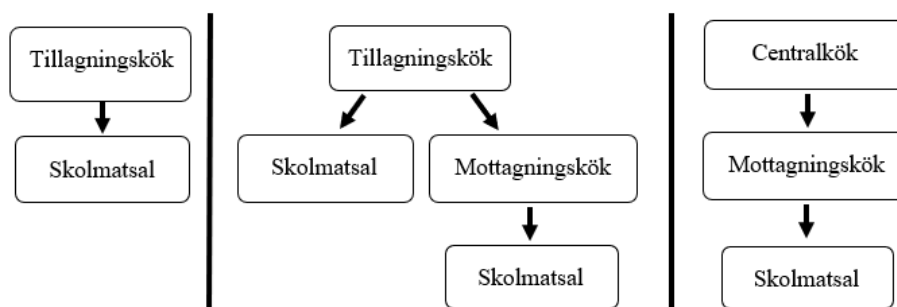 Tillagningskök
Skolmatsal
Tillagningskök
Skolmatsal
Mottagningskök
Skolmatsal
Centralkök
Mottagningskök
Skolmatsal